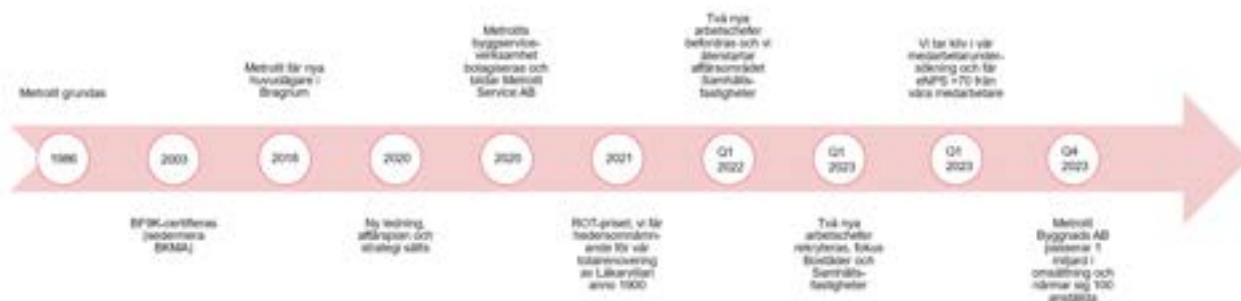 Metrolit grundas
1986
2003
BF9K-certifieras
(sedermera
BKMA)
Metrolit får nya
huvudägare i
Bragnum
2018
2020
Ny ledning,
affärsplan och
strategi sätts
Metrolits
byggservice-
verksamhet
bolagiseras och
bildar Metrolit
Service AB
2020
2021
ROT-priset, vi får
hedersomnämn-
ande för vår
totalrenovering
av Läkarvillan
anno 1900
Två nya
arbetschefer
befordras och vi
återstartar
affärsområdet
Samhälls-
fastigheter
Q1
2022
Q1
2023
Två nya
arbetschefer
rekryteras, fokus
Bostäder och
Samhälls-
fastigheter
Vi tar kliv i vår
medarbetarunder-
sökning och får
eNPS +70 från
våra medarbetare
Q1
2023
Q4
2023
Metrolit
Byggnads AB
passerar 1
miljard i
omsättning och
närmar sig 100
anställda